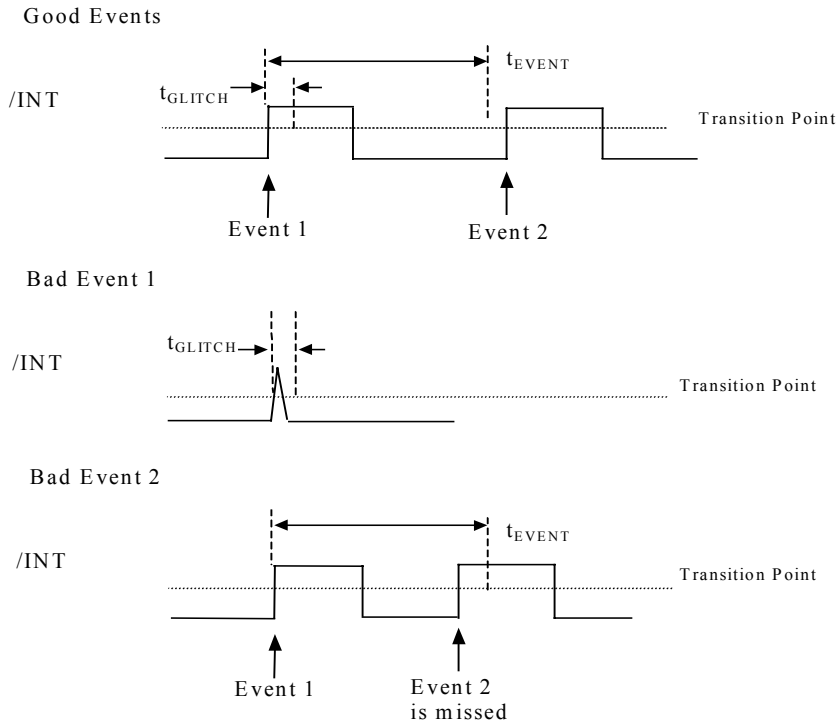 Good Events
tEVENT
tGLITCH
/INT
Transition Point
Event 1
Event 2
Bad Event 1
tGLITCH
/INT
Transition Point
Bad Event 2
tEVENT
/INT
Transition Point
Event 1
Event 2
is missed